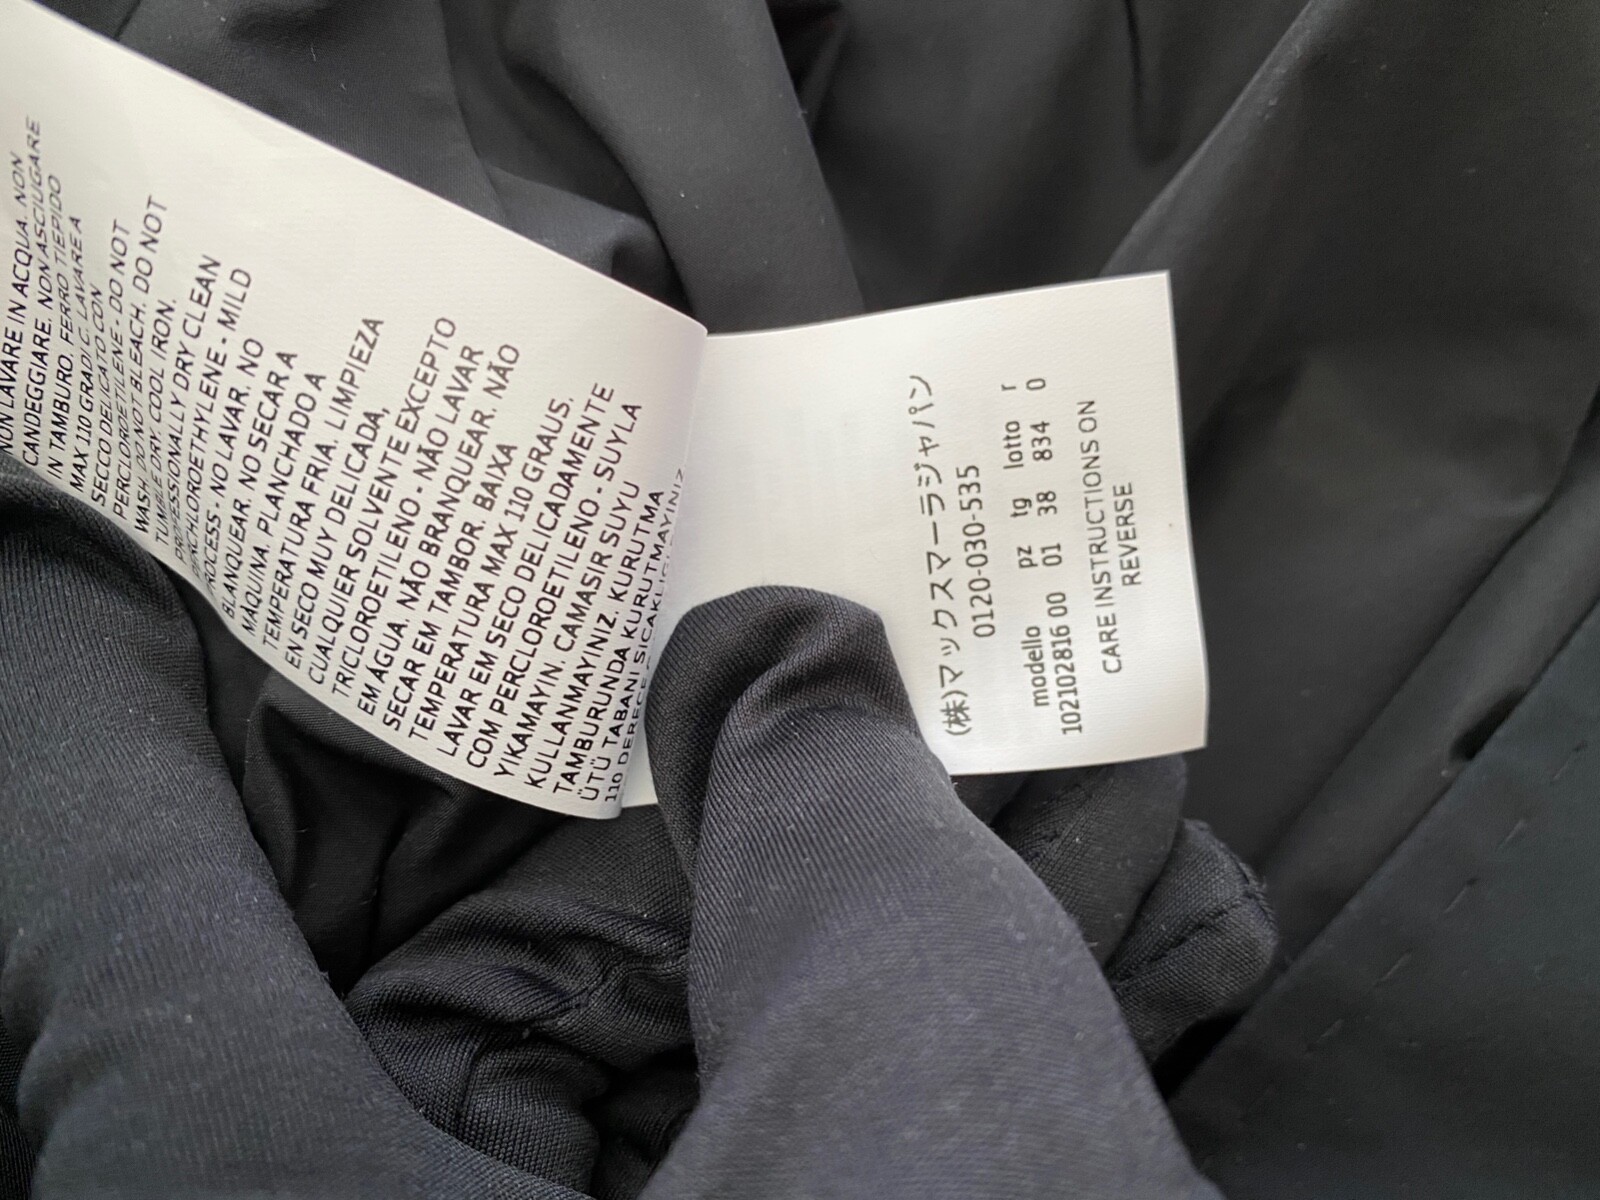 NON LAVARE IN ACQUA. NON
CANDEGGIARE. NON ASCIUGARE
IN TAMBURO. FERRO TIEPIDO
MAX 110 GRADI C. LAVARE A
SECCO DELICATO CON
PERCLOROETILENE - DO NOT
WASH. DO NOT BLEACH. DO NOT
TUMBLE DRY. COOL IRON.
PROFESSIONALLY DRY CLEAN
PERCHLOROETHYLENE - MILD
PROCESS - NO LAVAR. NO
BLANQUEAR. NO SECAR A
MÁQUINA. PLANCHADO A
TEMPERATURA FRIA. LIMPIEZA
EN SECO MUY DELICADA,
CUALQUIER SOLVENTE EXCEPTO
TRICLOROETILENO - NÃO LAVAR
EM ÁGUA. NÃO BRANQUEAR. NÃO
SECAR EM TAMBOR. BAIXA
TEMPERATURA MAX 110 GRAUS.
LAVAR EM SECO DELICADAMENTE
COM PERCLOROETILENO - SUYLA
YIKAMAYIN. CAMASIR SUYU
KULLANMAYINIZ. KURUTMA
TAMBURUNDA KURUTMAYINIZ
ÜTÜ TABANI SICAKLIGI
110 DERECE
(株)マックスマーラジャパン
0120-030-535
modello pz tg lotto r
102102816 00 01 38 834 0
CARE INSTRUCTIONS ON
REVERSE